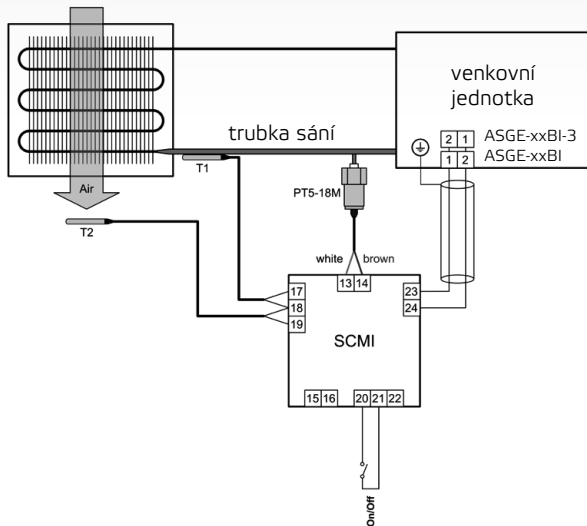 venkovní
jednotka
trubka sání
2 1 ASGE-xxBI-3
1 2 ASGE-xxBI
T1
Air
PT5-18M
T2
white brown
13 14
17
18
19
23
24
SCMI
15 16 20 21 22
On/Off